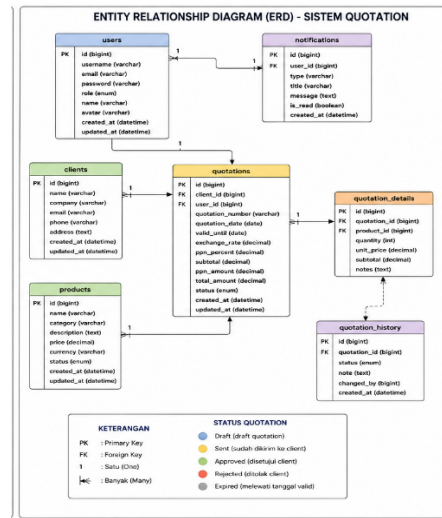 ENTITY RELATIONSHIP DIAGRAM (ERD) - SISTEM QUOTATION
users
PK id (bigint)
username (varchar)
email (varchar)
password (varchar)
role (enum)
name (varchar)
avatar (varchar)
created_at (datetime)
updated_at (datetime)
1
1
notifications
PK id (bigint)
FK user_id (bigint)
type (varchar)
title (varchar)
message (text)
is_read (boolean)
created_at (datetime)
1
clients
PK id (bigint)
name (varchar)
company (varchar)
email (varchar)
phone (varchar)
address (text)
created_at (datetime)
updated_at (datetime)
1
quotations
PK id (bigint)
FK client_id (bigint)
FK user_id (bigint)
quotation_number (varchar)
quotation_date (date)
valid_until (date)
exchange_rate (decimal)
ppn_percent (decimal)
subtotal (decimal)
ppn_amount (decimal)
total_amount (decimal)
status (enum)
created_at (datetime)
updated_at (datetime)
1
quotation_details
PK id (bigint)
FK quotation_id (bigint)
FK product_id (bigint)
quantity (int)
unit_price (decimal)
subtotal (decimal)
notes (text)
products
PK id (bigint)
name (varchar)
category (varchar)
description (text)
price (decimal)
currency (varchar)
status (enum)
created_at (datetime)
updated_at (datetime)
1
quotation_history
PK id (bigint)
FK quotation_id (bigint)
status (enum)
note (text)
changed_by (bigint)
created_at (datetime)
KETERANGAN
PK : Primary Key
FK : Foreign Key
1 : Satu (One)
: Banyak (Many)
STATUS QUOTATION
Draft (draft quotation)
Sent (sudah dikirim ke client)
Approved (disetujui client)
Rejected (ditolak client)
Expired (melewati tanggal valid)